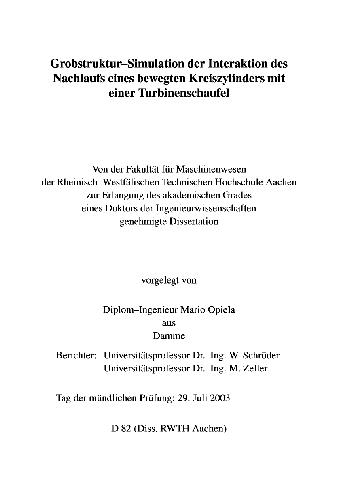 Grobstruktur–Simulation der Interaktion des
Nachlaufs eines bewegten Kreiszylinders mit
einer Turbinenschaufel
Von der Fakultät für Maschinenwesen
der Rheinisch–Westfälischen Technischen Hochschule Aachen
zur Erlangung des akademischen Grades
eines Doktors der Ingenieurwissenschaften
genehmigte Dissertation
vorgelegt von
Diplom–Ingenieur Mario Opiela
aus
Damme
Berichter: Universitätsprofessor Dr.–Ing. W. Schröder
Universitätsprofessor Dr.–Ing. M. Zeller
Tag der mündlichen Prüfung: 29. Juli 2003
D 82 (Diss. RWTH Aachen)